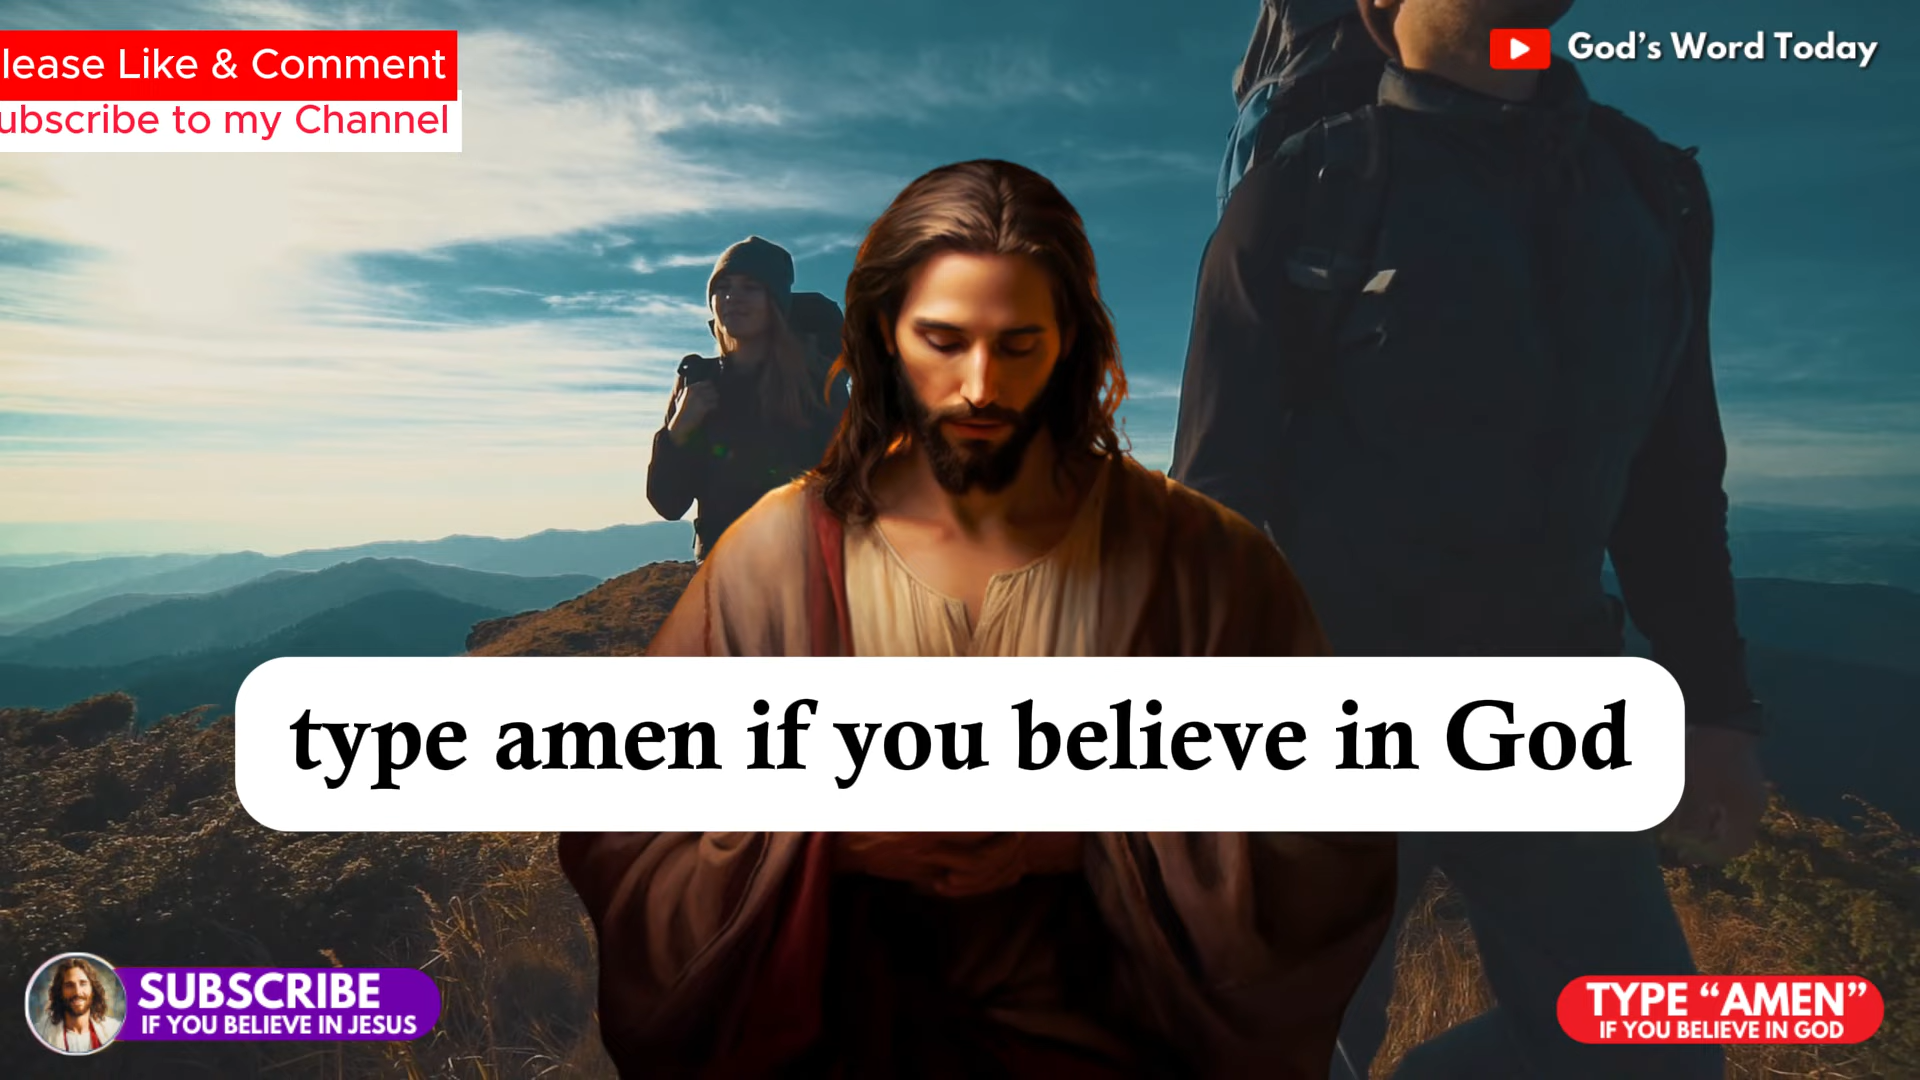 lease Like & Comment
ubscribe to my Channel
God's Word Today
type amen if you believe in God
SUBSCRIBE
IF YOU BELIEVE IN JESUS
TYPE “AMEN”
IF YOU BELIEVE IN GOD